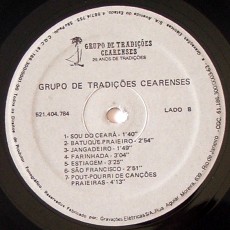 GRUPO DE TRADIÇÕES
CEARENSES
25 ANOS DE TRADIÇÕES
GRUPO DE TRADIÇÕES CEARENSES
521.404.784
LADO B
1- SOU DO CEARÁ - 1'40"
2- BATUQUE PRAIEIRO - 2'54"
3- JANGADEIRO - 1'49"
4- FARINHADA - 3'04"
5- ESTIAGEM - 3'25"
6- SÃO FRANCISCO - 2'51"
7- POUT-POURRI DE CANÇÕES
PRAIEIRAS - 4'13"